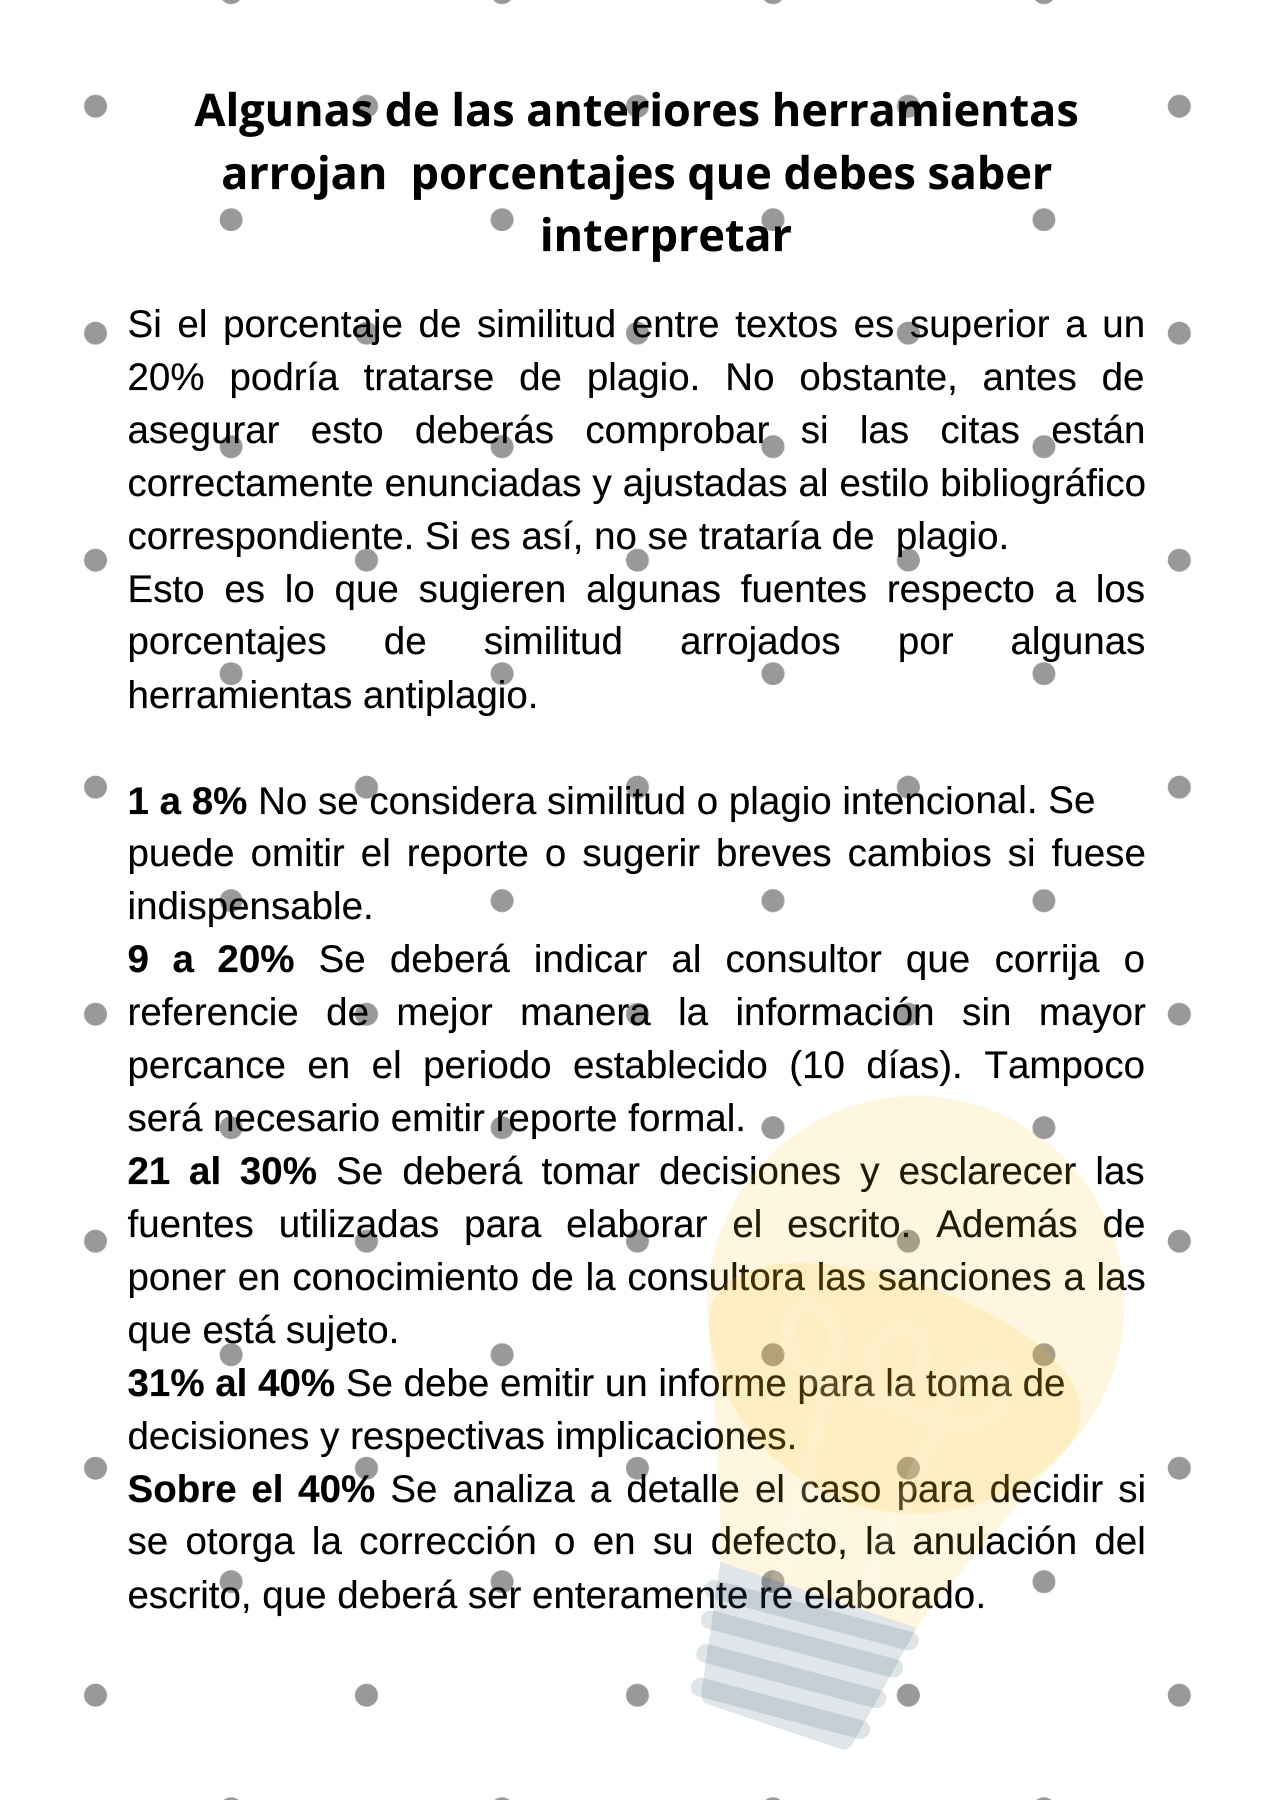 Algunas de las anteriores herramientas
arrojan  porcentajes que debes saber
interpretar
Si el porcentaje de similitud entre textos es superior a un
20% podría tratarse de plagio. No obstante, antes de
asegurar esto deberás comprobar si las citas están
correctamente enunciadas y ajustadas al estilo bibliográfico
correspondiente. Si es así, no se trataría de  plagio.
Esto es lo que sugieren algunas fuentes respecto a los
porcentajes de similitud arrojados por algunas
herramientas antiplagio.
1 a 8% No se considera similitud o plagio intencional. Se
puede omitir el reporte o sugerir breves cambios si fuese
indispensable.
9 a 20% Se deberá indicar al consultor que corrija o
referencie de mejor manera la información sin mayor
percance en el periodo establecido (10 días). Tampoco
será necesario emitir reporte formal.
21 al 30% Se deberá tomar decisiones y esclarecer las
fuentes utilizadas para elaborar el escrito. Además de
poner en conocimiento de la consultora las sanciones a las
que está sujeto.
31% al 40% Se debe emitir un informe para la toma de
decisiones y respectivas implicaciones.
Sobre el 40% Se analiza a detalle el caso para decidir si
se otorga la corrección o en su defecto, la anulación del
escrito, que deberá ser enteramente re elaborado.